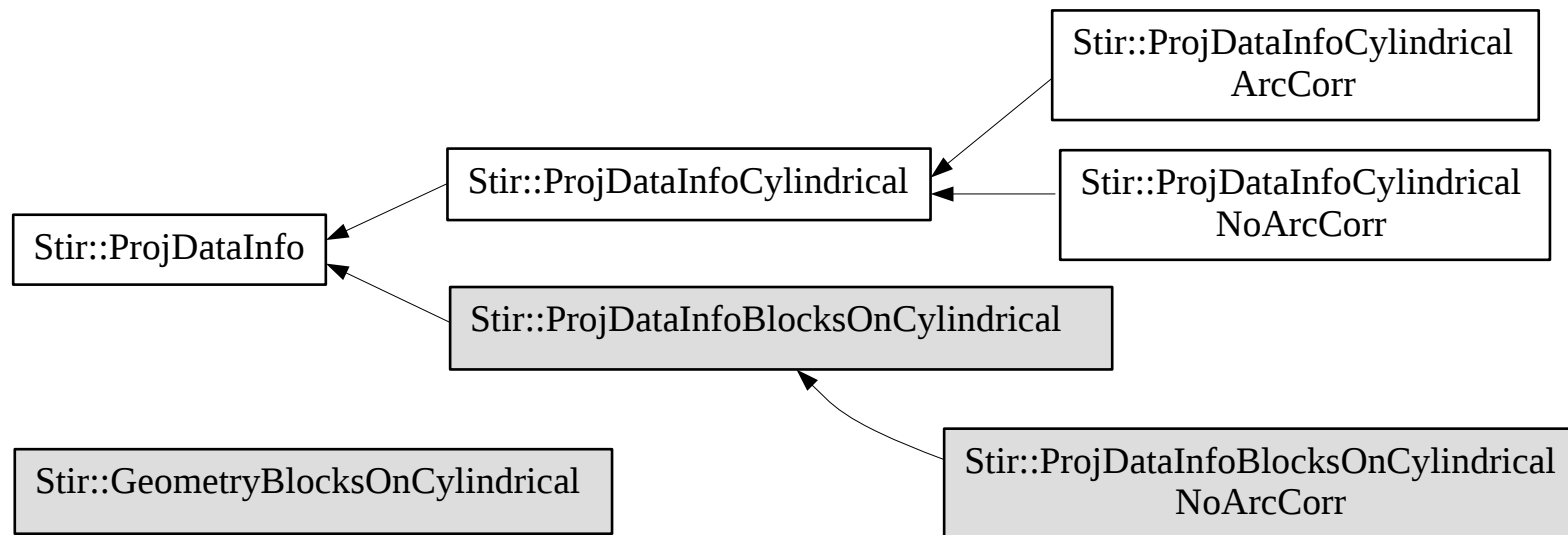 Stir::ProjDataInfoCylindrical
ArcCorr
Stir::ProjDataInfoCylindrical
Stir::ProjDataInfoCylindrical
NoArcCorr
Stir::ProjDataInfo
Stir::ProjDataInfoBlocksOnCylindrical
Stir::GeometryBlocksOnCylindrical
Stir::ProjDataInfoBlocksOnCylindrical
NoArcCorr